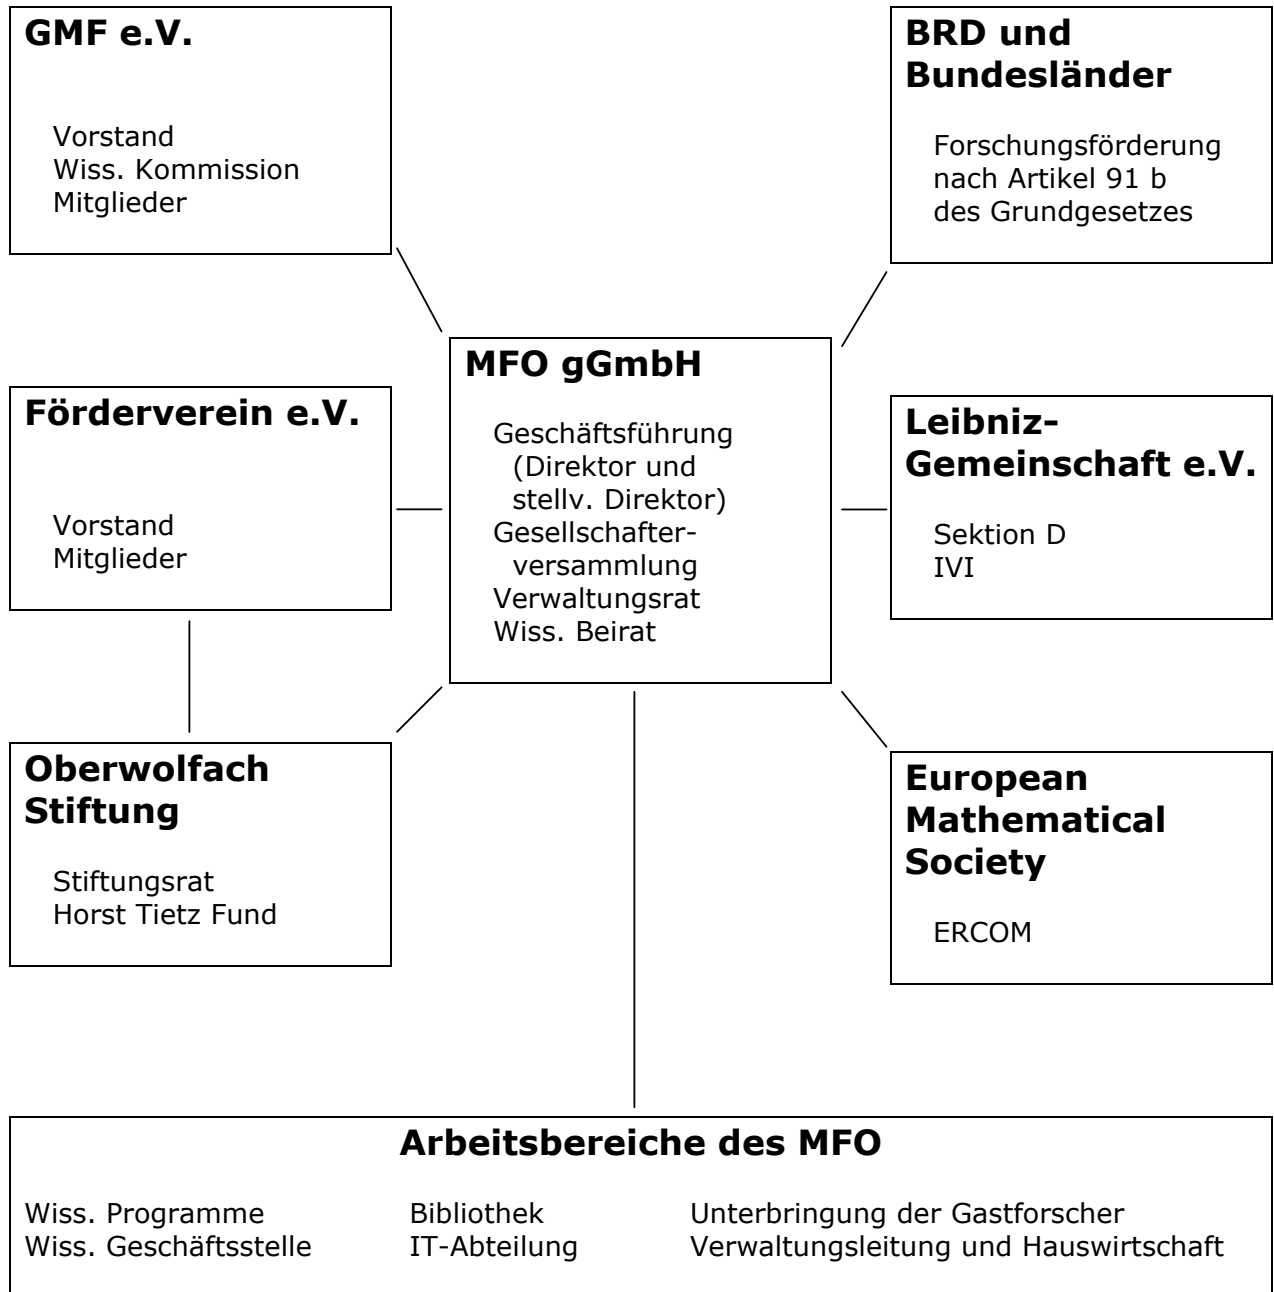 GMF e.V.
Vorstand
Wiss. Kommission
Mitglieder
BRD und
Bundesländer
Forschungsförderung
nach Artikel 91 b
des Grundgesetzes
MFO gGmbH
Geschäftsführung
(Direktor und
stellv. Direktor)
Gesellschafter-
versammlung
Verwaltungsrat
Wiss. Beirat
Förderverein e.V.
Vorstand
Mitglieder
Leibniz-
Gemeinschaft e.V.
Sektion D
IVI
Oberwolfach
Stiftung
Stiftungsrat
Horst Tietz Fund
European
Mathematical
Society
ERCOM
Arbeitsbereiche des MFO
Wiss. Programme
Wiss. Geschäftsstelle
Bibliothek
IT-Abteilung
Unterbringung der Gastforscher
Verwaltungsleitung und Hauswirtschaft